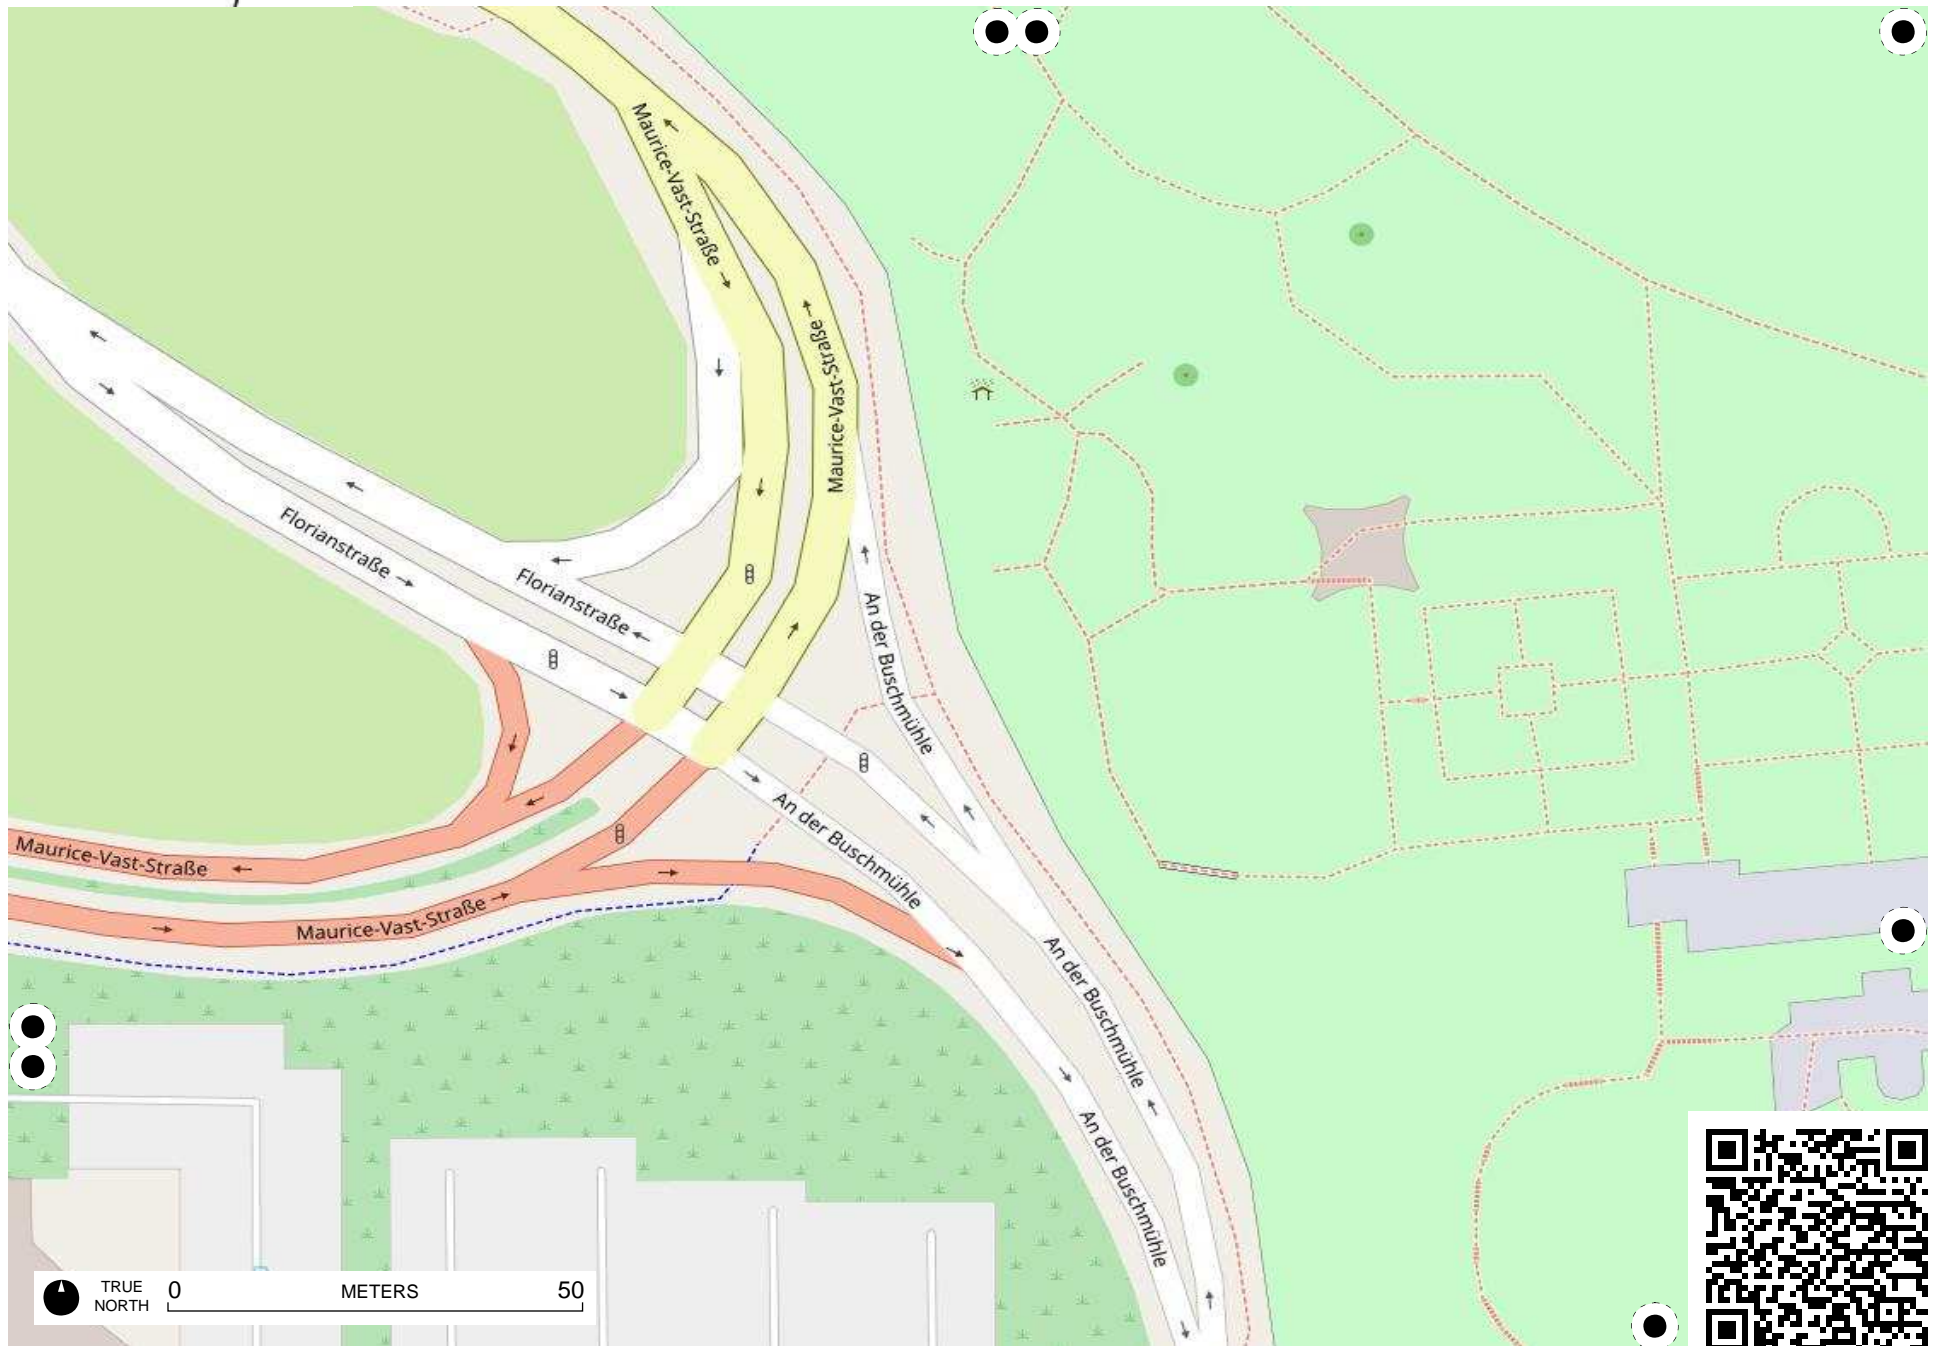 Maurice-Vast-Straße
Maurice-Vast-Straße
Florianstraße
Florianstraße
An der Buschmühle
An der Buschmühle
Maurice-Vast-Straße
Maurice-Vast-Straße
An der Buschmühle
An der Buschmühle
TRUE NORTH
0 METERS 50